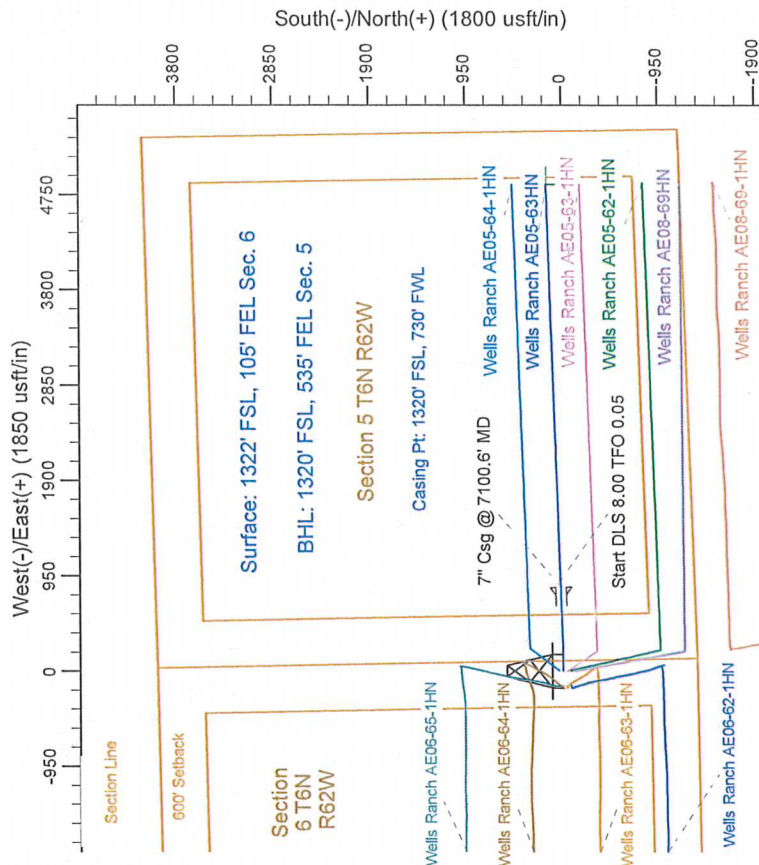 South(-)/North(+) (1800 usft/in)
3800
2850
1900
950
0
-950
-1900
West(-)/East(+) (1850 usft/in)
4750
3800
2850
1900
950
0
-950
Surface: 1322' FSL, 105' FEL Sec. 6
BHL: 1320' FSL, 535' FEL Sec. 5
Section 5 T6N R62W
Casing Pt: 1320' FSL, 730' FWL
7" Csg @ 7100.6' MD
Start DLS 8.00 TFO 0.05
Wells Ranch AE05-64-1HN
Wells Ranch AE05-63HN
Wells Ranch AE05-63-1HN
Wells Ranch AE05-62-1HN
Wells Ranch AE08-69HN
Wells Ranch AE08-69-1HN
Section Line
600' Setback
Section
6 T6N
R62W
Wells Ranch AE06-65-1HN
Wells Ranch AE06-64-1HN
Wells Ranch AE06-63-1HN
Wells Ranch AE06-62-1HN